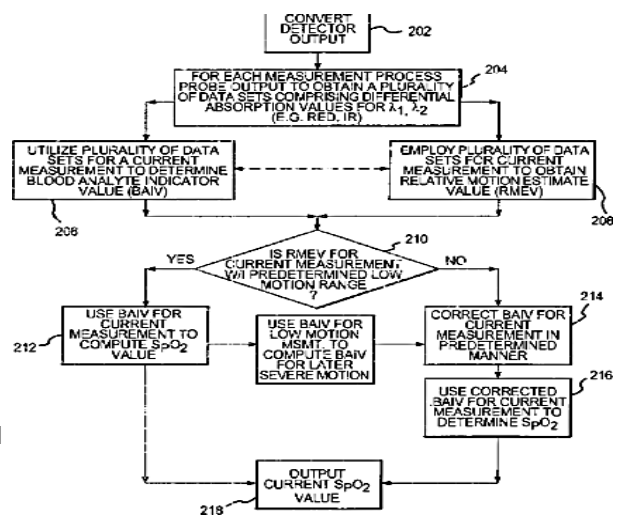 CONVERT
DETECTOR
OUTPUT
202
FOR EACH MEASUREMENT PROCESS
PROBE OUTPUT TO OBTAIN A PLURALITY
OF DATA SETS COMPRISING DIFFERENTIAL
ABSORPTION VALUES FOR λ1, λ2
(E.G. RED, IR)
204
UTILIZE PLURALITY OF DATA
SETS FOR A CURRENT
MEASUREMENT TO DETERMINE
BLOOD ANALYTE INDICATOR
VALUE (BAIV)
206
EMPLOY PLURALITY OF DATA
SETS FOR CURRENT
MEASUREMENT TO OBTAIN
RELATIVE MOTION ESTIMATE
VALUE (RMEV)
208
210
IS RMEV FOR
CURRENT MEASUREMENT
W/I PREDETERMINED LOW
MOTION RANGE
?
YES
NO
USE BAIV FOR
CURRENT
MEASUREMENT TO
COMPUTE SPO2
VALUE
212
USE BAIV FOR
LOW MOTION
MSMT. TO
COMPUTE BAIV
FOR LATER
SEVERE MOTION
CORRECT BAIV FOR
CURRENT
MEASUREMENT IN
PREDETERMINED
MANNER
214
USE CORRECTED
BAIV FOR CURRENT
MEASUREMENT TO
DETERMINE SPO2
216
OUTPUT
CURRENT SPO2
VALUE
218